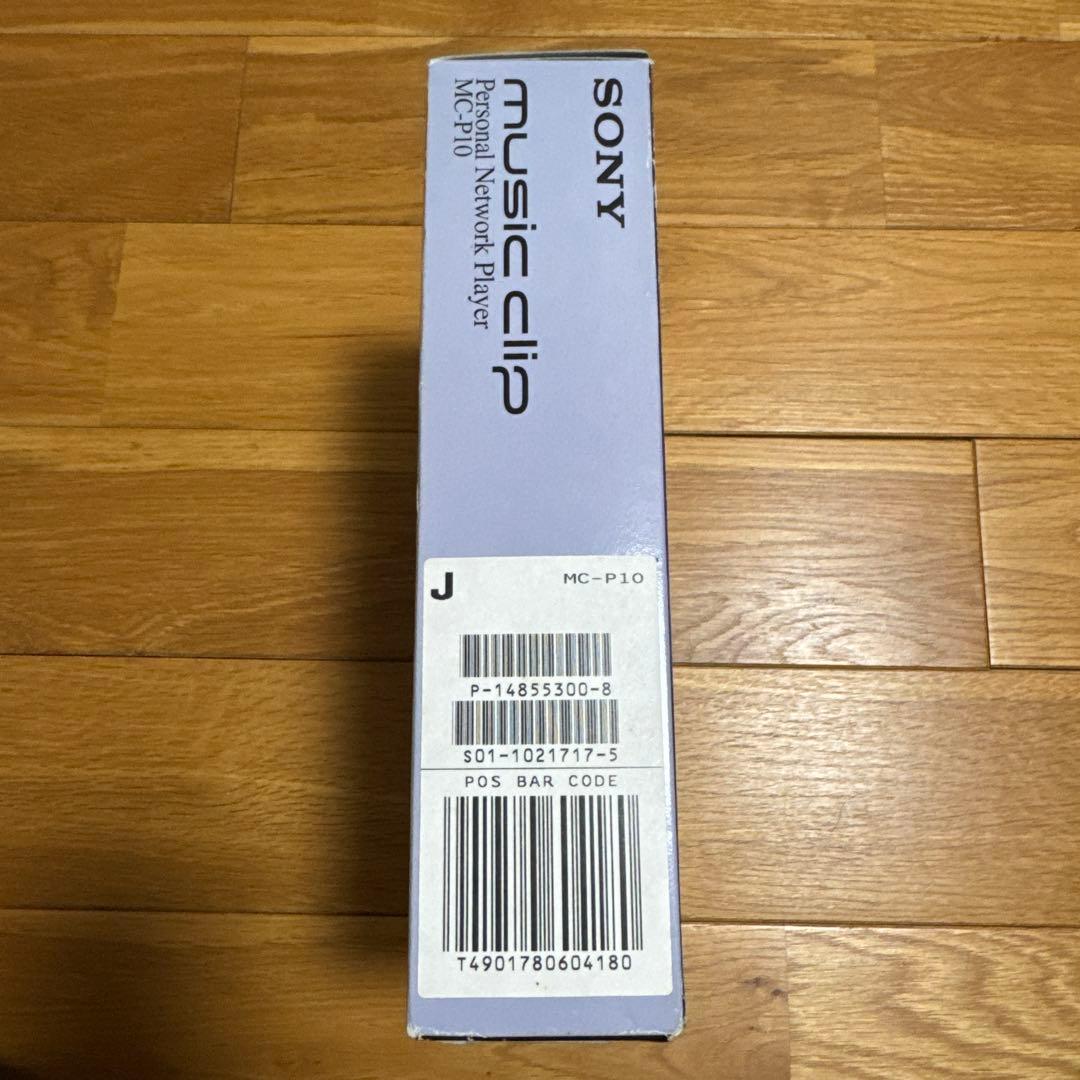 SONY
music clip
Personal Network Player
MC-P10
J
MC-P10
P-14855300-8
S01-1021717-5
POS BAR CODE
T4901780604180